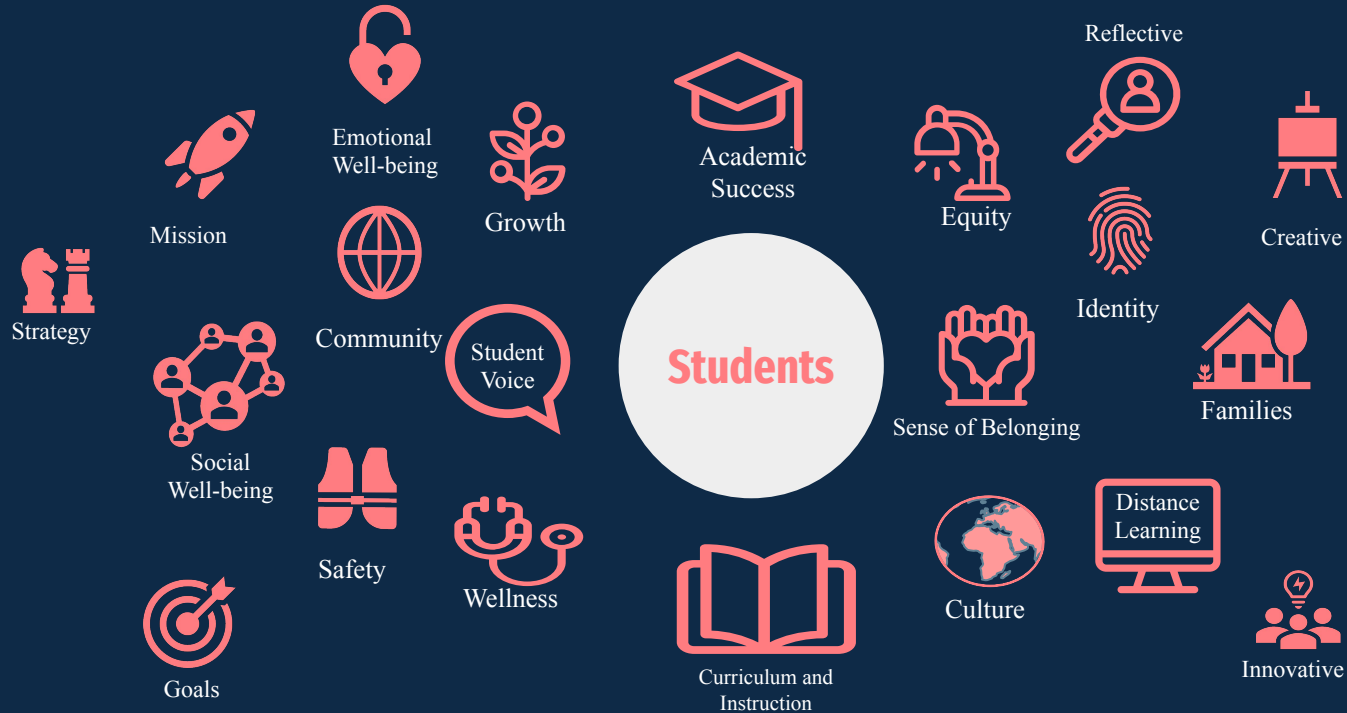 Reflective
Emotional
Well-being
Academic
Success
Growth
Equity
Mission
Creative
Identity
Strategy
Community
Student
Voice
Students
Families
Sense of Belonging
Social
Well-being
Distance
Learning
Safety
Wellness
Culture
Innovative
Goals
Curriculum and
Instruction